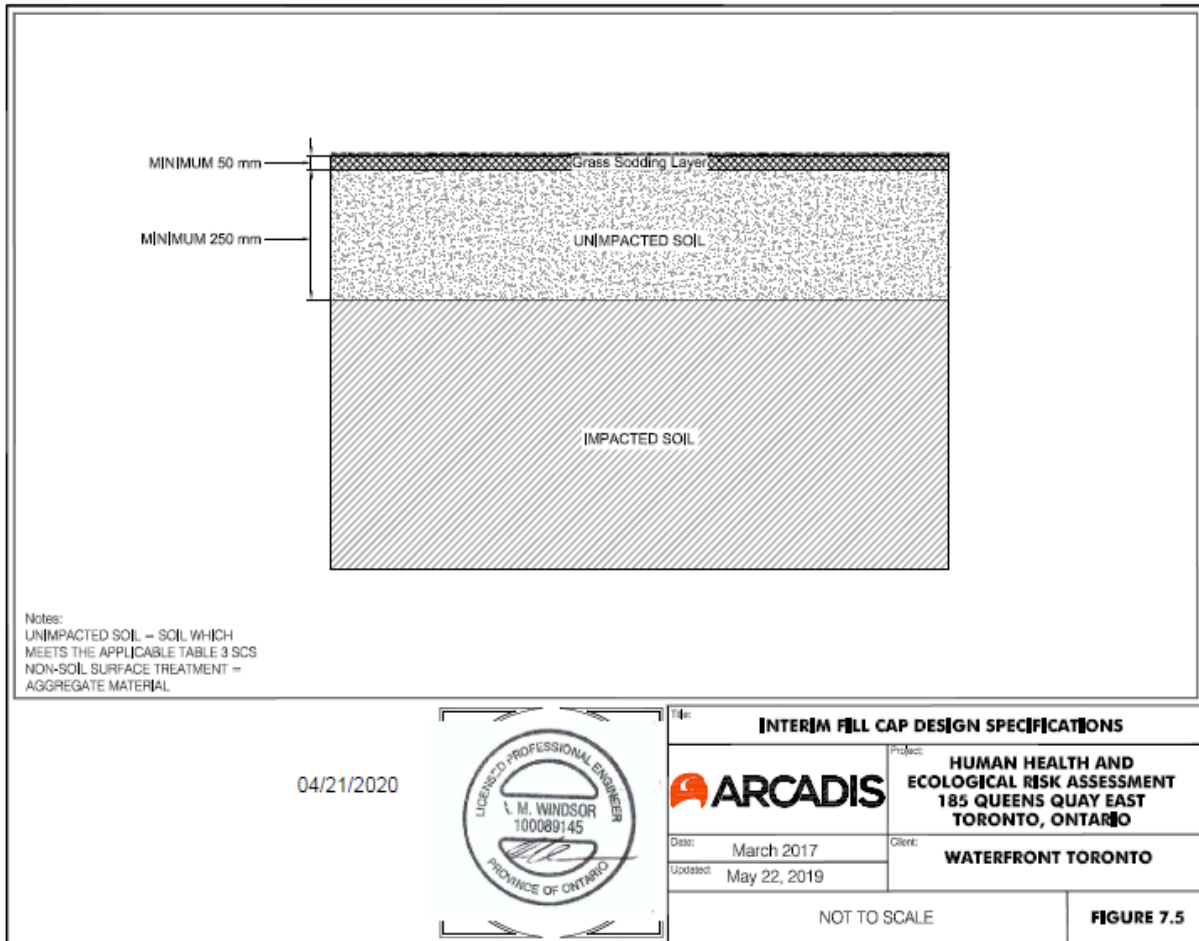 MINIMUM 50 mm
Grass Sodding Layer
MINIMUM 250 mm
UNIMPACTED SOIL
IMPACTED SOIL
Notes:
UNIMPACTED SOIL = SOIL WHICH
MEETS THE APPLICABLE TABLE 3 SCS
NON-SOIL SURFACE TREATMENT =
AGGREGATE MATERIAL
04/21/2020
LICENSED PROFESSIONAL ENGINEER
M. WINDSOR
100089145
PROVINCE OF ONTARIO
Title:
INTERIM FILL CAP DESIGN SPECIFICATIONS
ARCADIS
Project:
HUMAN HEALTH AND
ECOLOGICAL RISK ASSESSMENT
185 QUEENS QUAY EAST
TORONTO, ONTARIO
Date:
March 2017
Updated:
May 22, 2019
Client:
WATERFRONT TORONTO
NOT TO SCALE
FIGURE 7.5